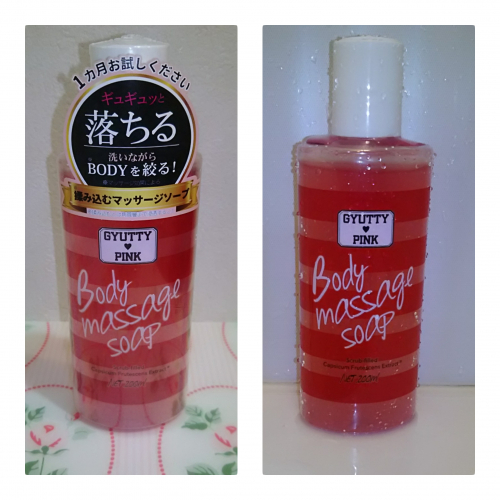 1カ月お試しください
ギュギュッと
落ちる
洗いながら
BODYを絞る!
揉み込むマッサージソープ
GYUTTY
PINK
Body
massage
soap
GYUTTY
PINK
Body
massage
soap